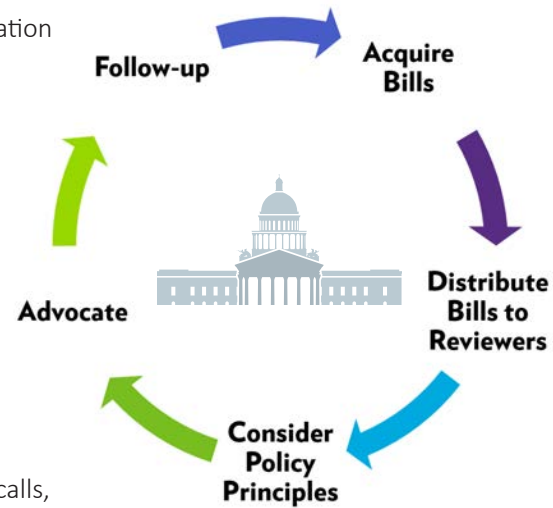 ation
Follow-up
Acquire
Bills
Distribute
Bills to
Reviewers
Advocate
Consider
Policy
Principles
calls,